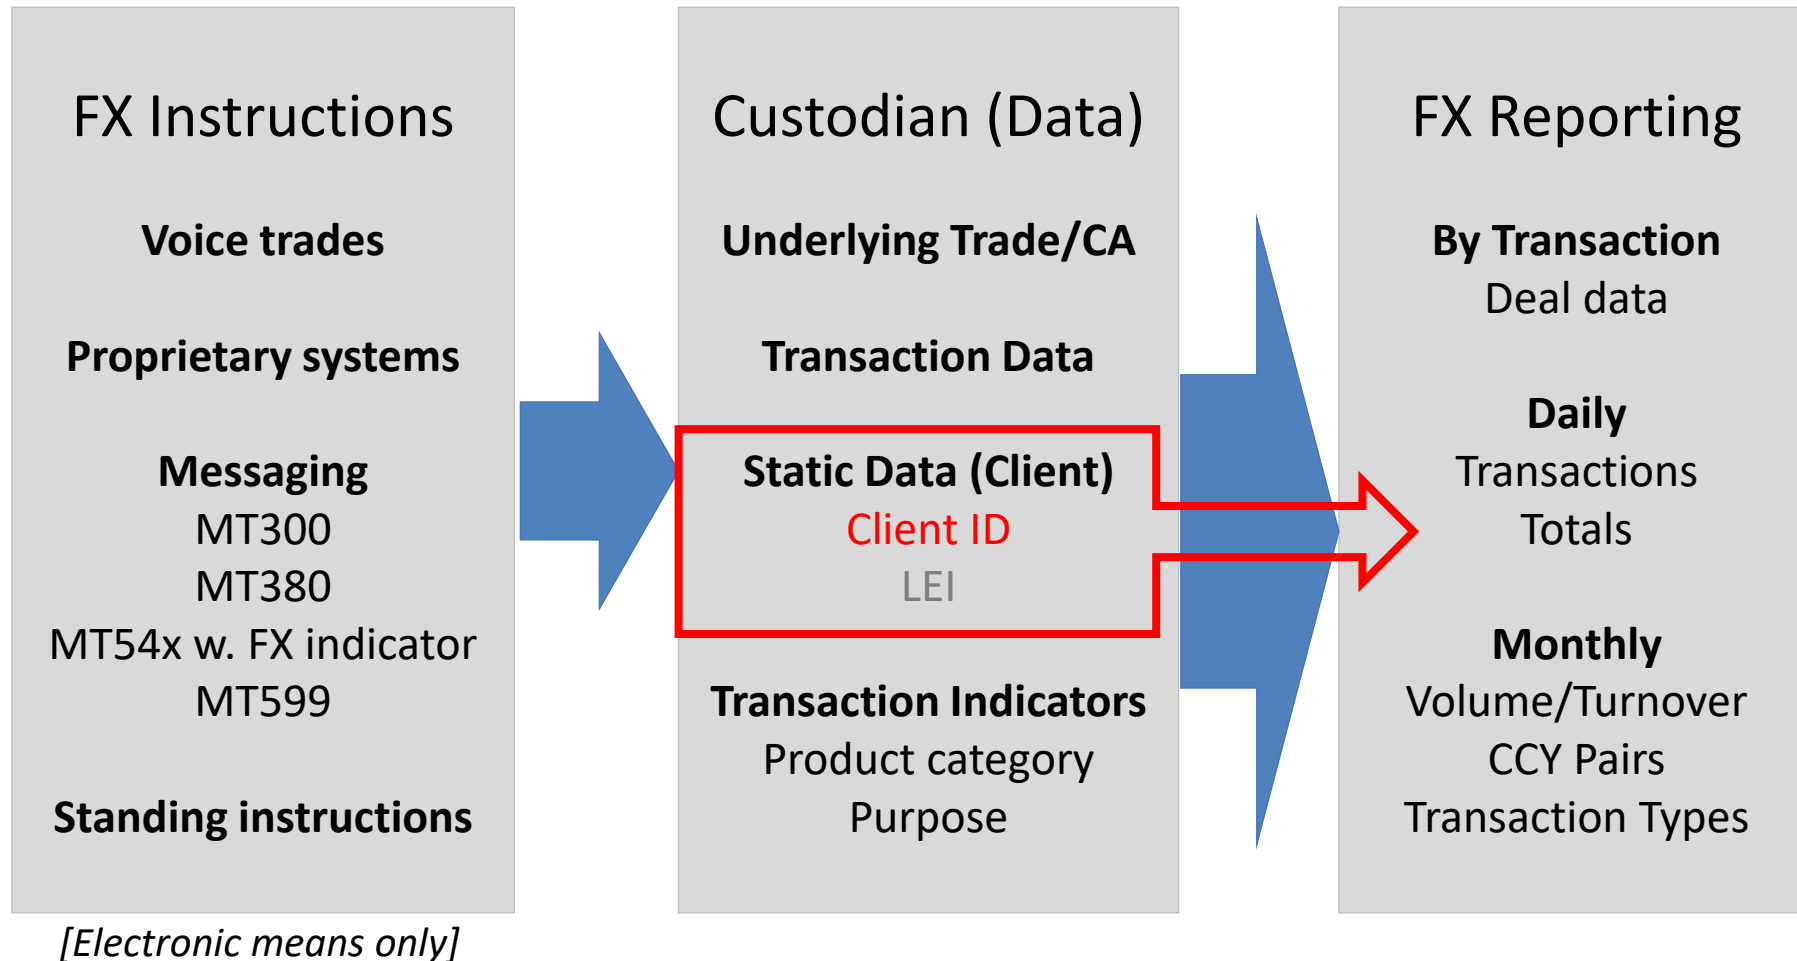 FX Instructions
Voice trades
Proprietary systems
Messaging
MT300
MT380
MT54x w. FX indicator
MT599
Standing instructions
[Electronic means only]
Custodian (Data)
Underlying Trade/CA
Transaction Data
Static Data (Client)
Client ID
LEI
Transaction Indicators
Product category
Purpose
FX Reporting
By Transaction
Deal data
Daily
Transactions
Totals
Monthly
Volume/Turnover
CCY Pairs
Transaction Types